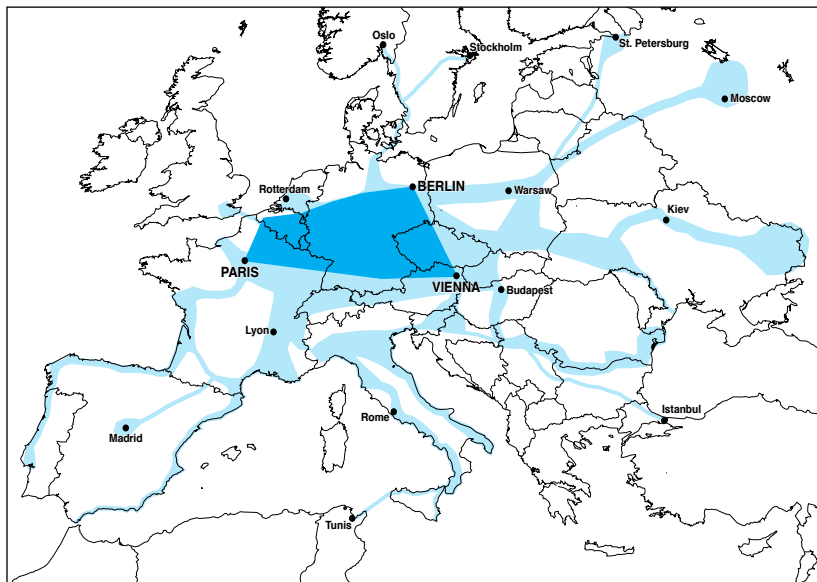 Oslo
Stockholm
St. Petersburg
Moscow
Rotterdam
BERLIN
Warsaw
Kiev
PARIS
VIENNA
Budapest
Lyon
Madrid
Rome
Istanbul
Tunis